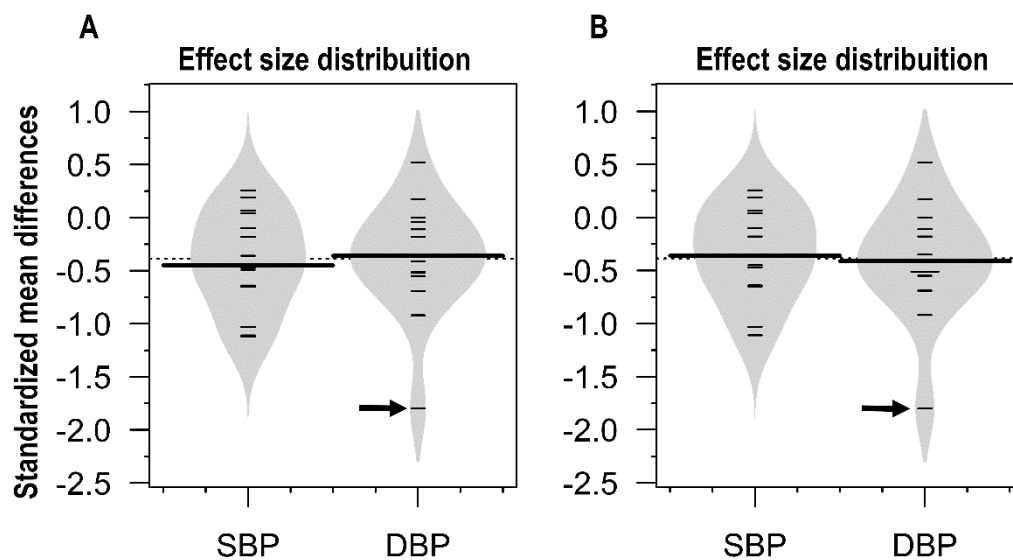 A
Effect size distribuition
Standardized mean differences
1.0
0.5
0.0
-0.5
-1.0
-1.5
-2.0
-2.5
SBP DBP
B
Effect size distribuition
1.0
0.5
0.0
-0.5
-1.0
-1.5
-2.0
-2.5
SBP DBP